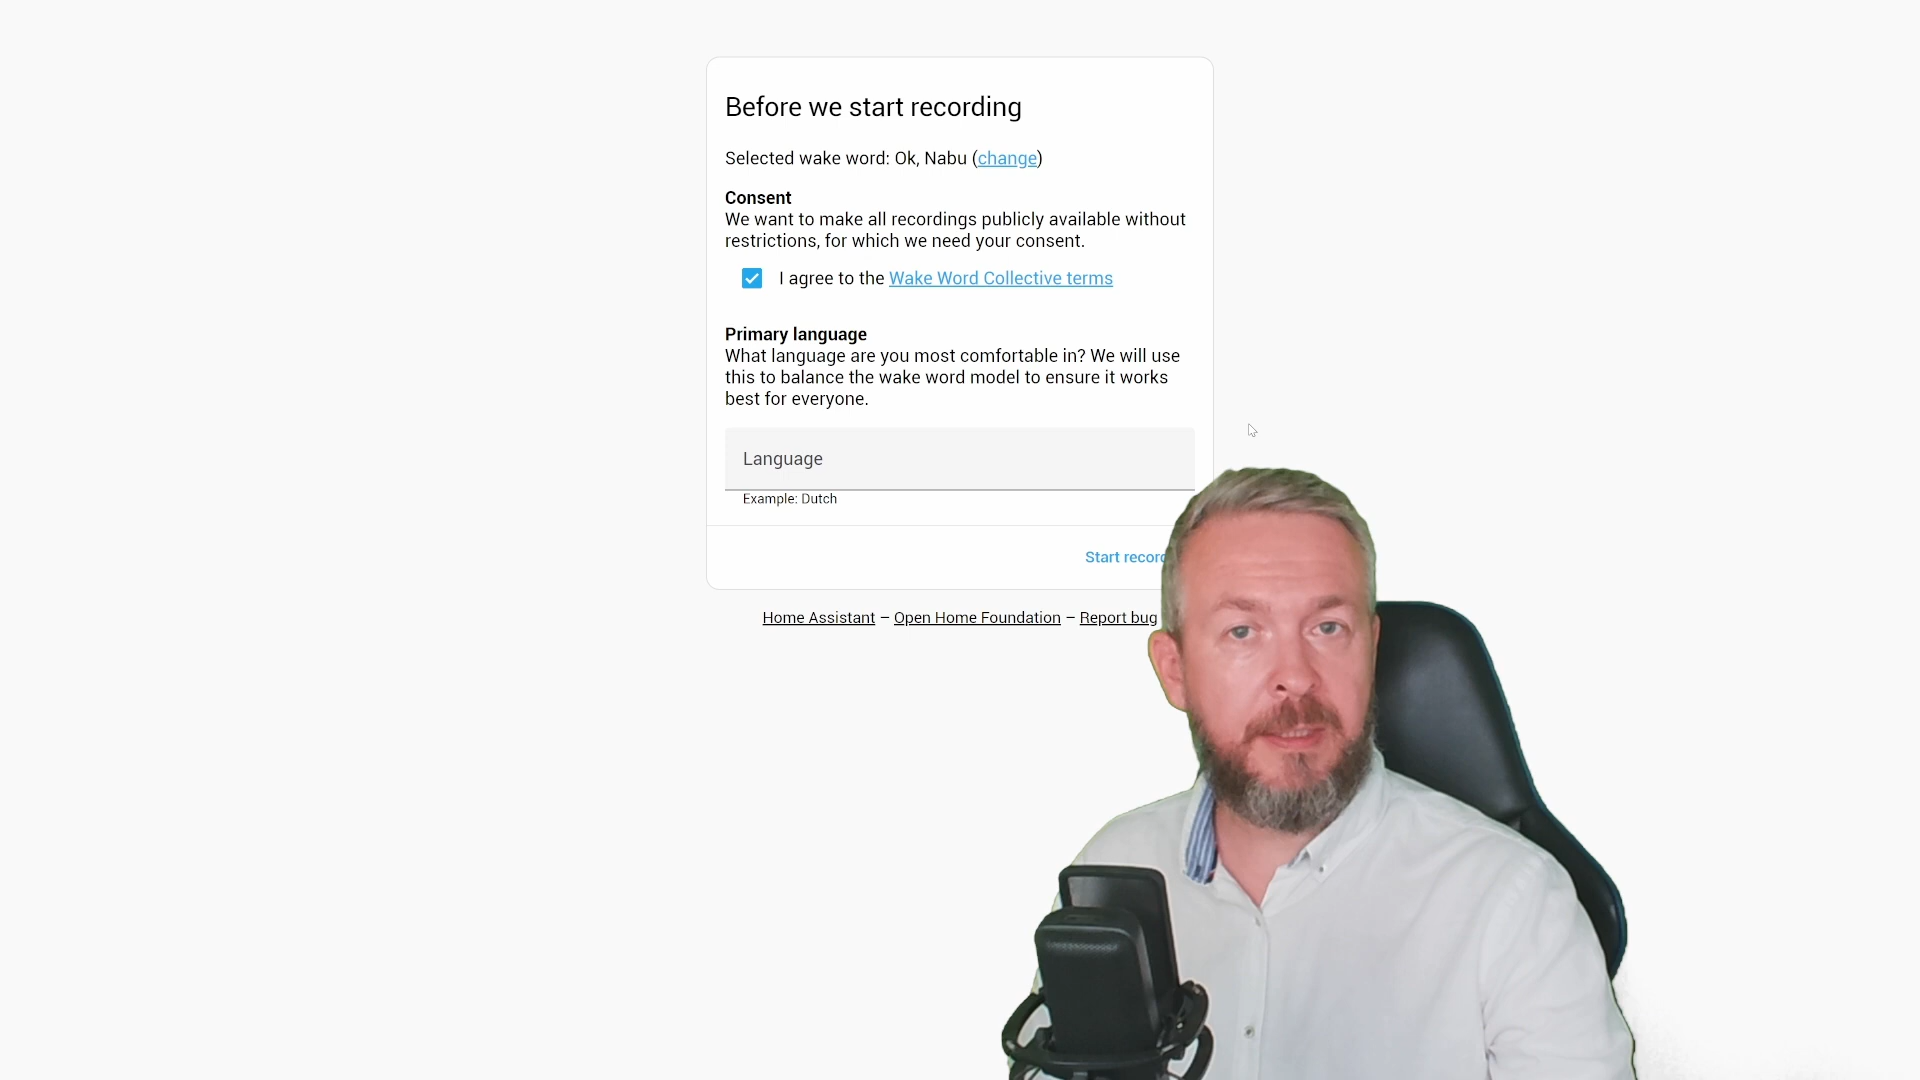 Before we start recording
Selected wake word: Ok, Nabu (change)
Consent
We want to make all recordings publicly available without
restrictions, for which we need your consent.
I agree to the Wake Word Collective terms
Primary language
What language are you most comfortable in? We will use
this to balance the wake word model to ensure it works
best for everyone.
Language
Example: Dutch
Start
Home Assistant – Open Home Foundation – Report bug